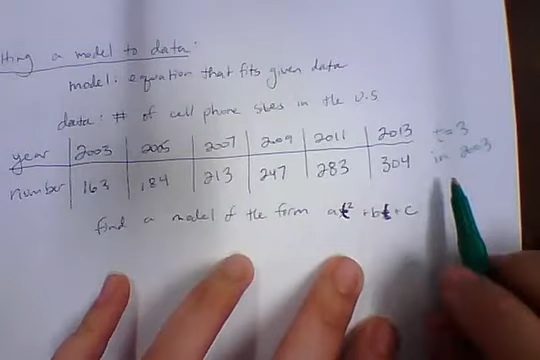 tting a model to data:
model: equation that fits given data
data: # of cell phone sites in the U.S
year 2003 2005 2007 2009 2011 2013 t=3
number 163 184 213 247 283 304 in 2003
find a model of the form at²+bt+c